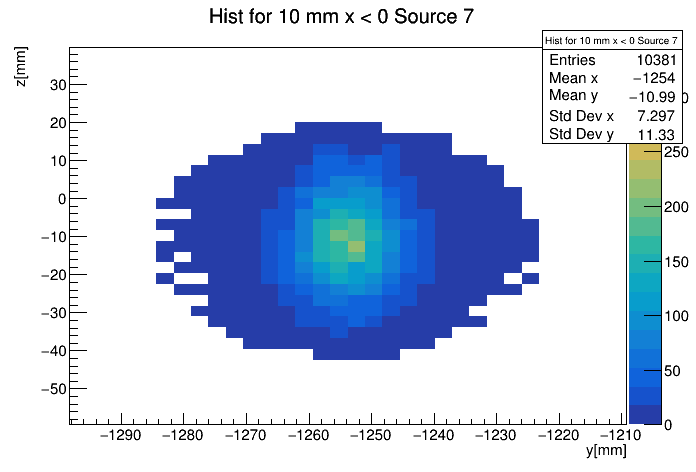 Hist for 10 mm x < 0 Source 7
Hist for 10 mm x < 0 Source 7
Entries 10381
Mean x −1254
Mean y −10.99
Std Dev x 7.297
Std Dev y 11.33
z[mm]
30
20
10
0
−10
−20
−30
−40
−50
250
200
150
100
50
0
−1290 −1280 −1270 −1260 −1250 −1240 −1230 −1220 −1210
y[mm]